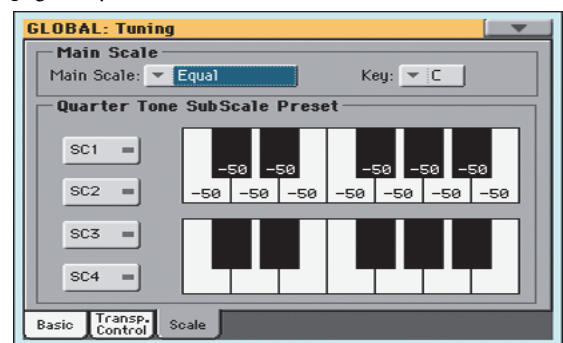 GLOBAL: Tuning
Main Scale
Main Scale: Equal Key: C
Quarter Tone SubScale Preset
SC1
-50 -50 -50 -50 -50
SC2
-50 -50 -50 -50 -50 -50 -50
SC3
SC4
Basic Transp. Control Scale